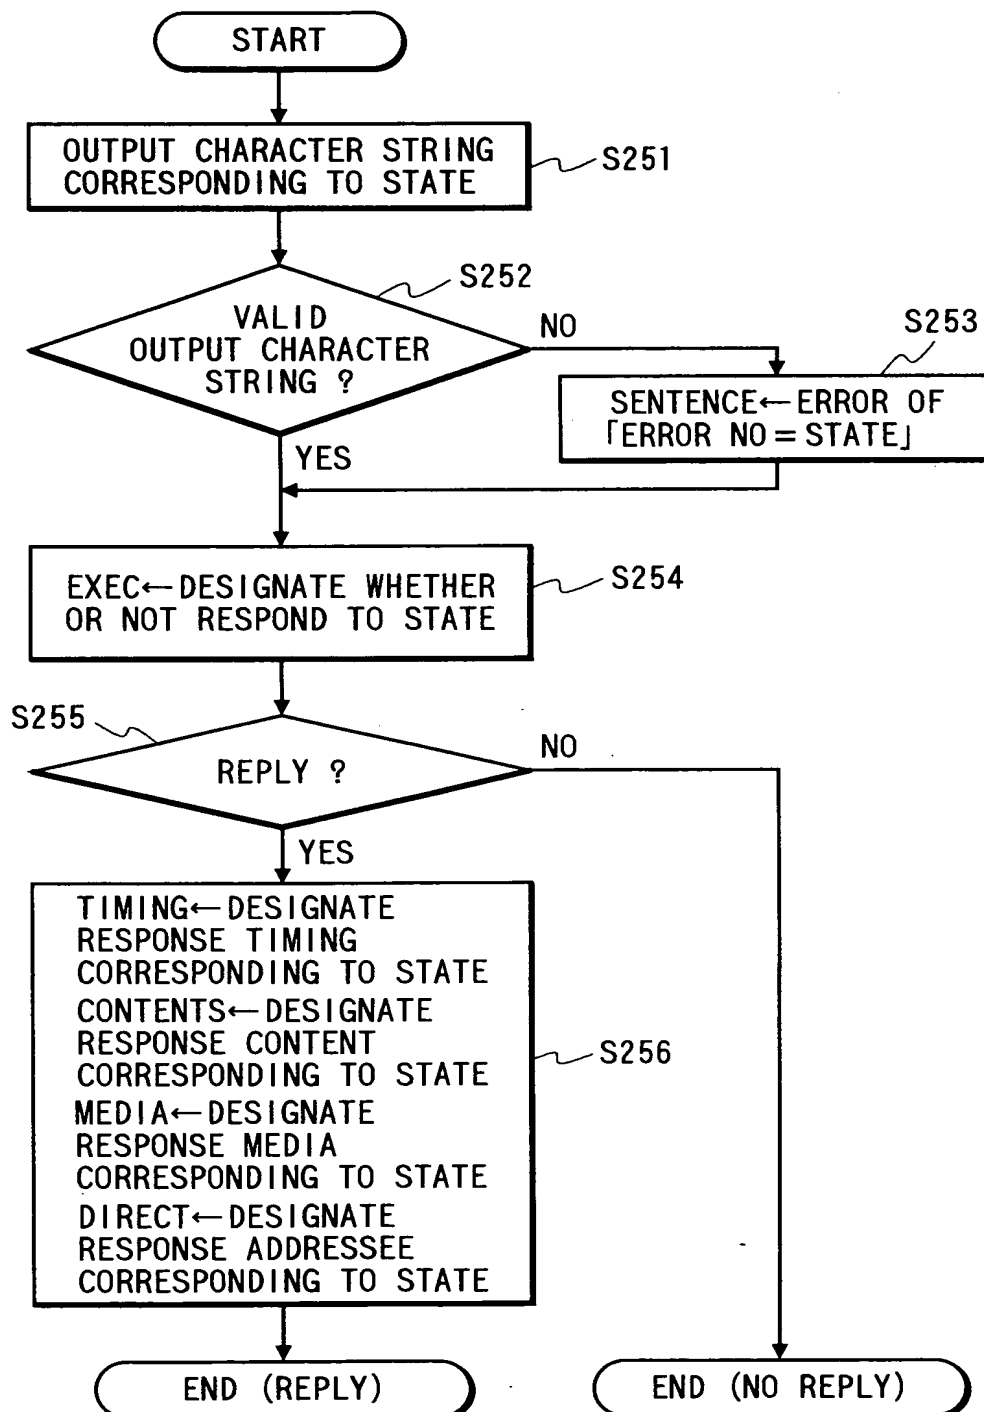 START
OUTPUT CHARACTER STRING
CORRESPONDING TO STATE
S251
S252
VALID
OUTPUT CHARACTER
STRING ?
NO
S253
SENTENCE←ERROR OF
「ERROR NO=STATE」
YES
EXEC←DESIGNATE WHETHER
OR NOT RESPOND TO STATE
S254
S255
REPLY ?
NO
YES
TIMING←DESIGNATE
RESPONSE TIMING
CORRESPONDING TO STATE
CONTENTS←DESIGNATE
RESPONSE CONTENT
CORRESPONDING TO STATE
MEDIA←DESIGNATE
RESPONSE MEDIA
CORRESPONDING TO STATE
DIRECT←DESIGNATE
RESPONSE ADDRESSEE
CORRESPONDING TO STATE
S256
END (REPLY)
END (NO REPLY)